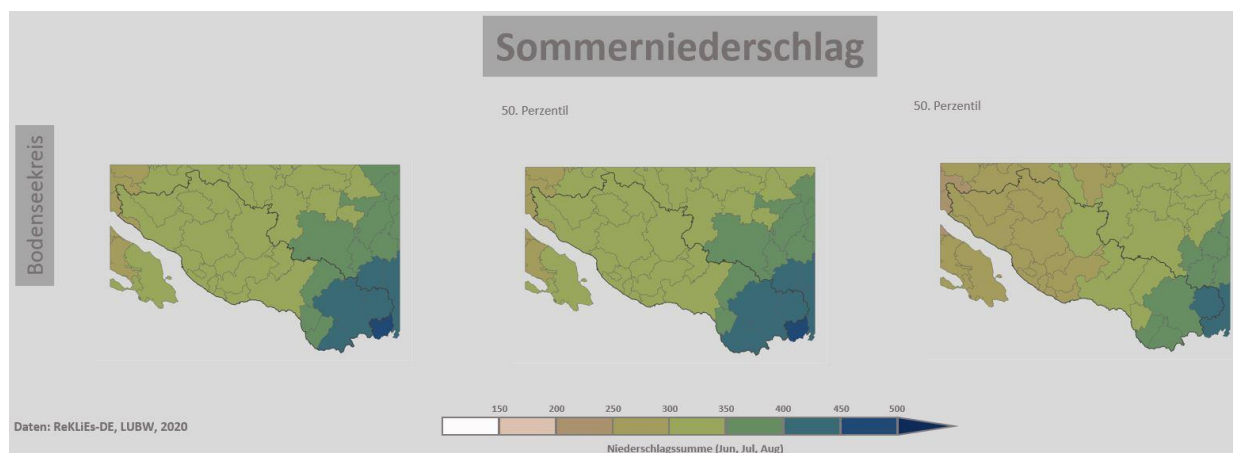 Sommerniederschlag
50. Perzentil
50. Perzentil
Bodenseekreis
150 200 250 300 350 400 450 500
Daten: ReKLiEs-DE, LUBW, 2020
Niederschlagssumme (Jun, Jul, Aug)